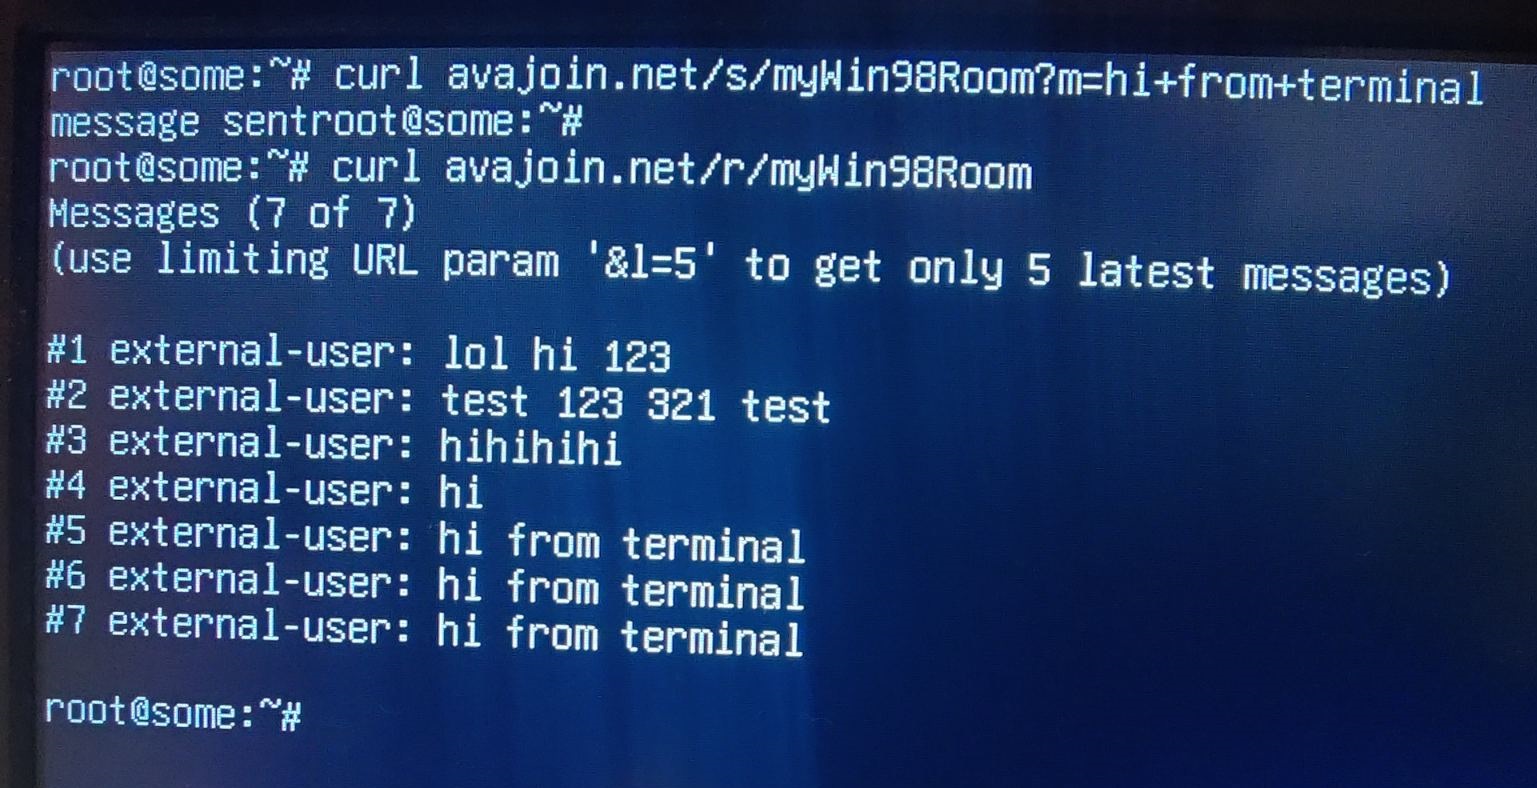 root@some:~# curl avajoin.net/s/myWin98Room?m=hi+from+terminal
message sentroot@some:~#
root@some:~# curl avajoin.net/r/myWin98Room
Messages (7 of 7)
(use limiting URL param '&l=5' to get only 5 latest messages)
#1 external-user: lol hi 123
#2 external-user: test 123 321 test
#3 external-user: hihihihi
#4 external-user: hi
#5 external-user: hi from terminal
#6 external-user: hi from terminal
#7 external-user: hi from terminal
root@some:~#